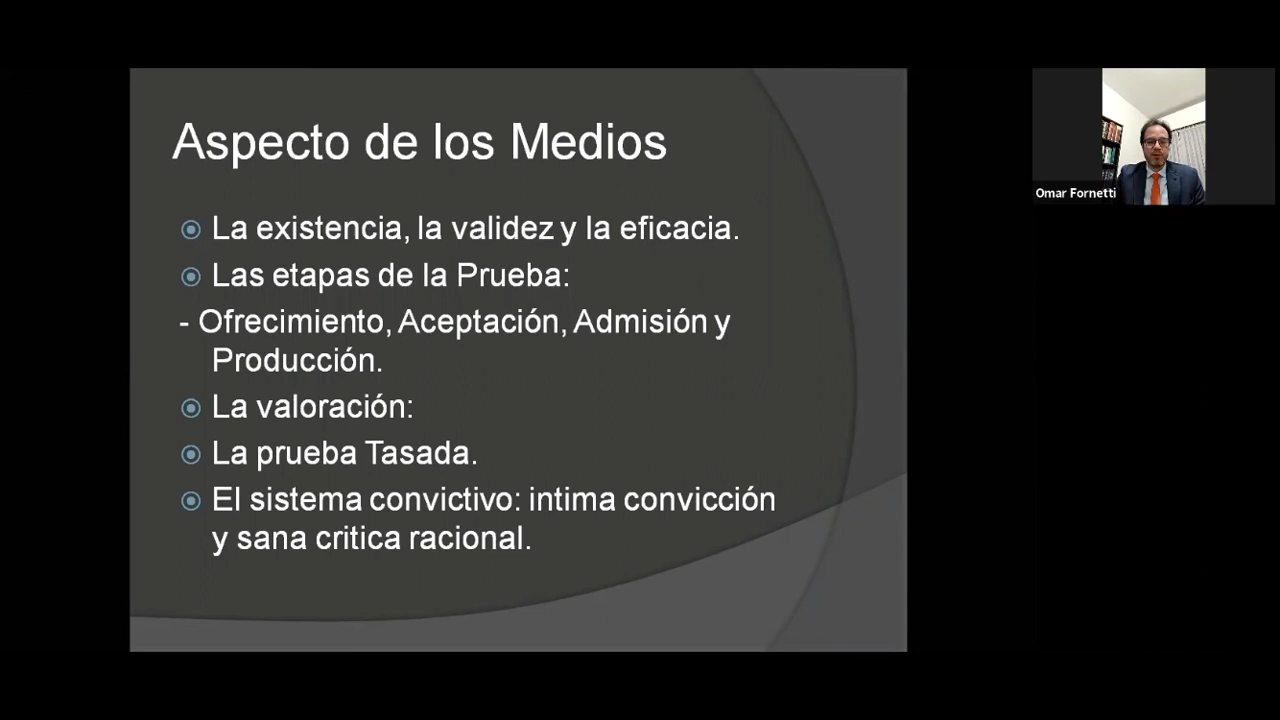 Aspecto de los Medios
La existencia, la validez y la eficacia.
Las etapas de la Prueba:
- Ofrecimiento, Aceptación, Admisión y
Producción.
La valoración:
La prueba Tasada.
El sistema convictivo: intima convicción
y sana critica racional.
Omar Fornetti